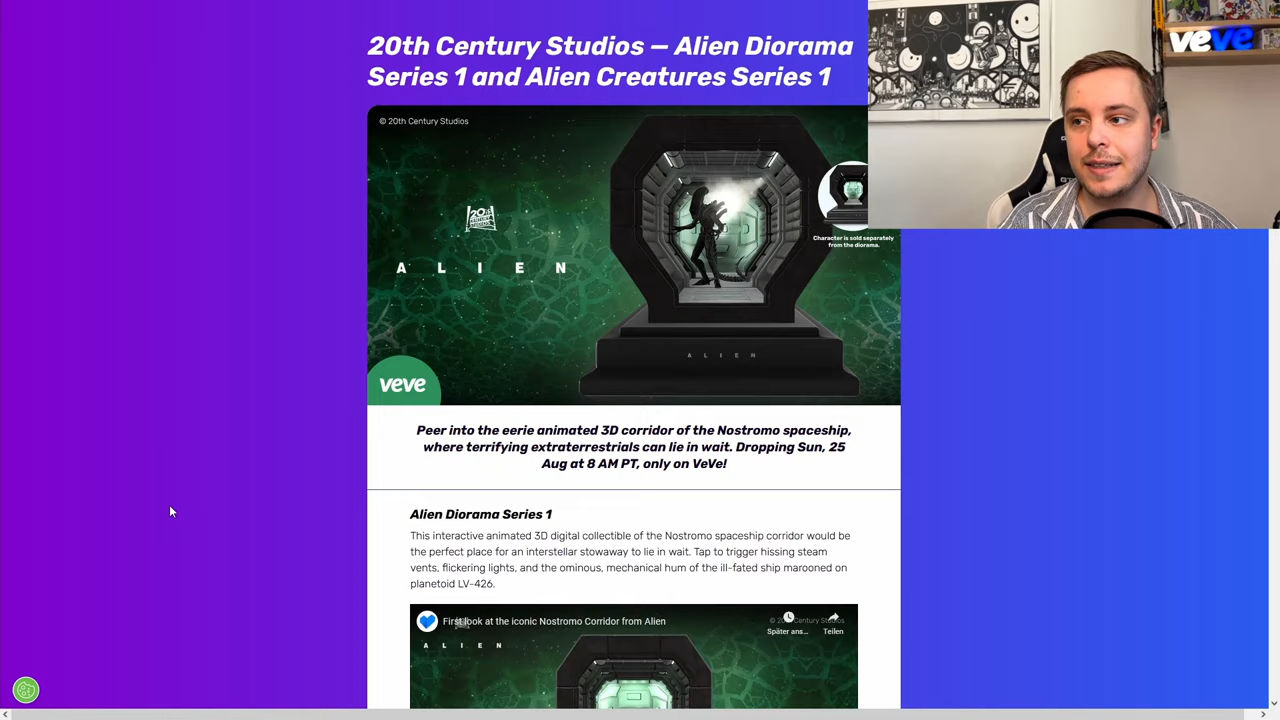 20th Century Studios — Alien Diorama
Series 1 and Alien Creatures Series 1
© 20th Century Studios
20TH
CENTURY
STUDIOS
A L I E N
Character is sold separately
from the diorama.
A L I E N
veve
veve
Peer into the eerie animated 3D corridor of the Nostromo spaceship,
where terrifying extraterrestrials can lie in wait. Dropping Sun, 25
Aug at 8 AM PT, only on VeVe!
Alien Diorama Series 1
This interactive animated 3D digital collectible of the Nostromo spaceship corridor would be
the perfect place for an interstellar stowaway to lie in wait. Tap to trigger hissing steam
vents, flickering lights, and the ominous, mechanical hum of the ill-fated ship marooned on
planetoid LV-426.
First look at the iconic Nostromo Corridor from Alien
© 20th Century Studios
Später ans...
Teilen
A L I E N